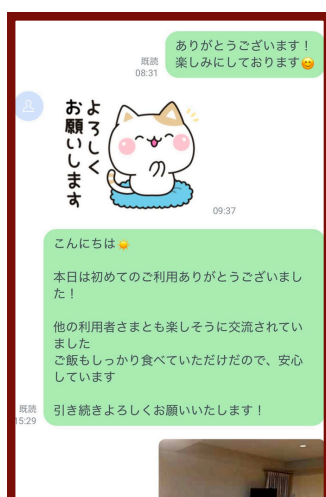 ありがとうございます！
楽しみにしております😊
既読
08:31
よろしく
お願いします
09:37
こんにちは☀️
本日は初めてのご利用ありがとうございまし
た！
他の利用者さまとも楽しそうに交流されてい
ました
ご飯もしっかり食べていただけだので、安心
しています
引き続きよろしくお願いいたします！
既読
15:29